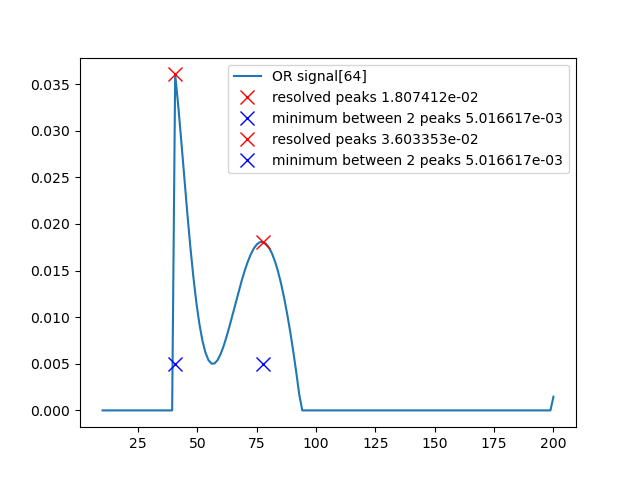 OR signal[64]
resolved peaks 1.807412e-02
minimum between 2 peaks 5.016617e-03
resolved peaks 3.603353e-02
minimum between 2 peaks 5.016617e-03
0.035
0.030
0.025
0.020
0.015
0.010
0.005
0.000
25 50 75 100 125 150 175 200